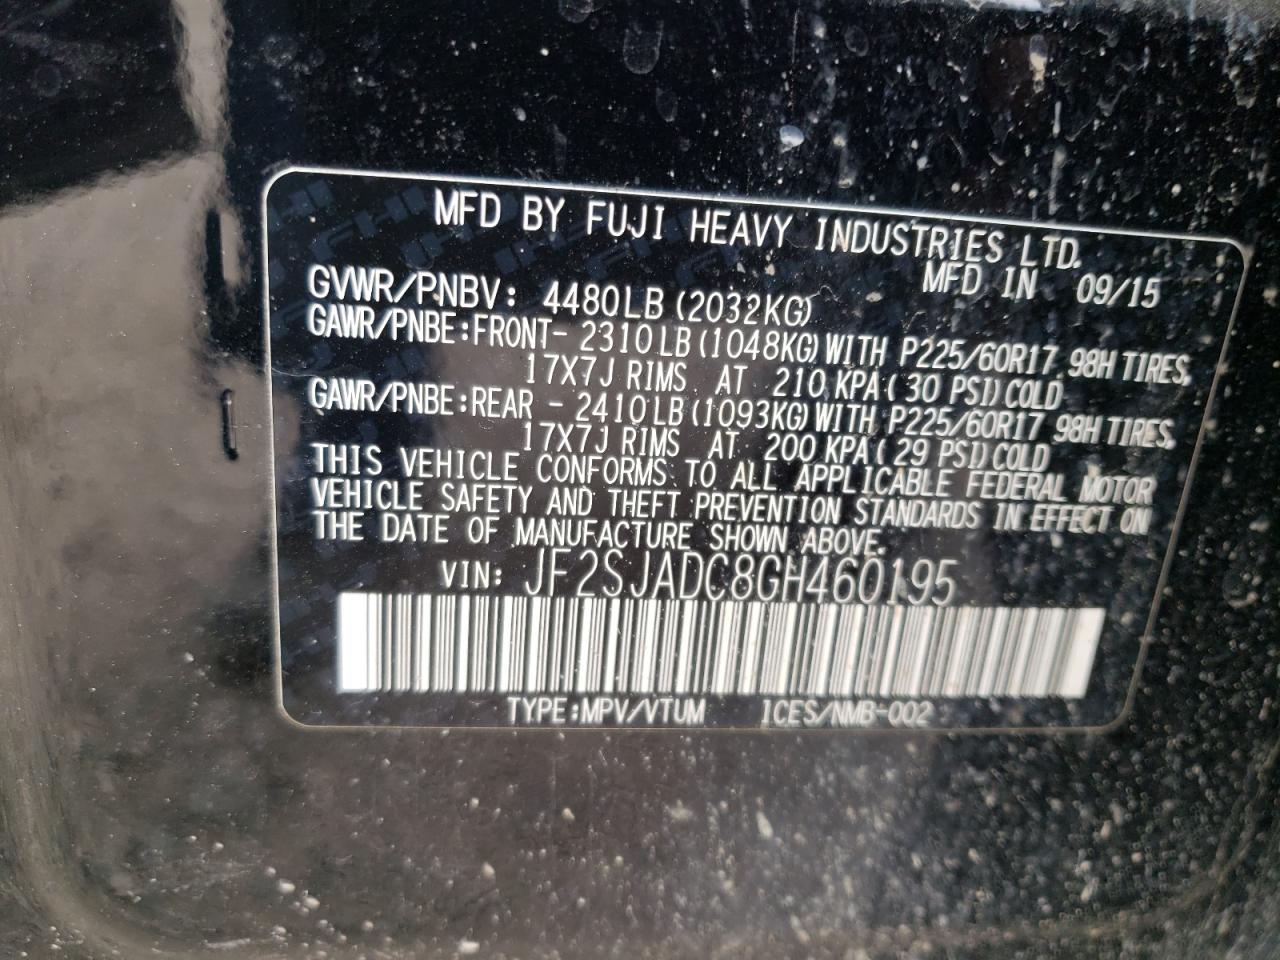 MFD BY FUJI HEAVY INDUSTRIES LTD.
MFD IN 09/15
GVWR/PNBV: 4480LB (2032KG)
GAWR/PNBE:FRONT- 2310LB(1048KG)WITH P225/60R17 98H TIRES,
17X7J RIMS AT 210 KPA( 30 PSI)COLD
GAWR/PNBE:REAR - 2410LB(1093KG)WITH P225/60R17 98H TIRES,
17X7J RIMS AT 200 KPA( 29 PSI)COLD
THIS VEHICLE CONFORMS TO ALL APPLICABLE FEDERAL MOTOR
VEHICLE SAFETY AND THEFT PREVENTION STANDARDS IN EFFECT ON
THE DATE OF MANUFACTURE SHOWN ABOVE.
VIN: JF2SJADC8GH460195
TYPE:MPV/VTUM ICES/NMB-002